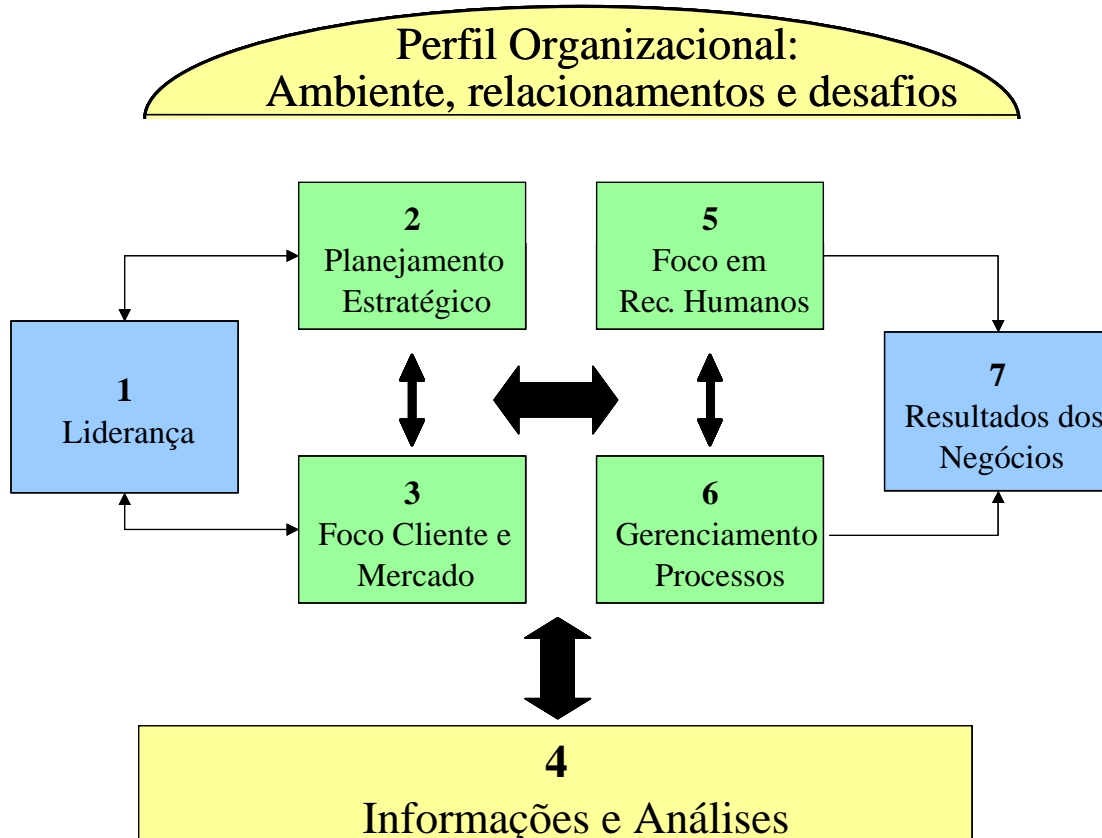 Perfil Organizacional:
Ambiente, relacionamentos e desafios
2
Planejamento
Estratégico
5
Foco em
Rec. Humanos
1
Liderança
7
Resultados dos
Negócios
3
Foco Cliente e
Mercado
6
Gerenciamento
Processos
4
Informações e Análises